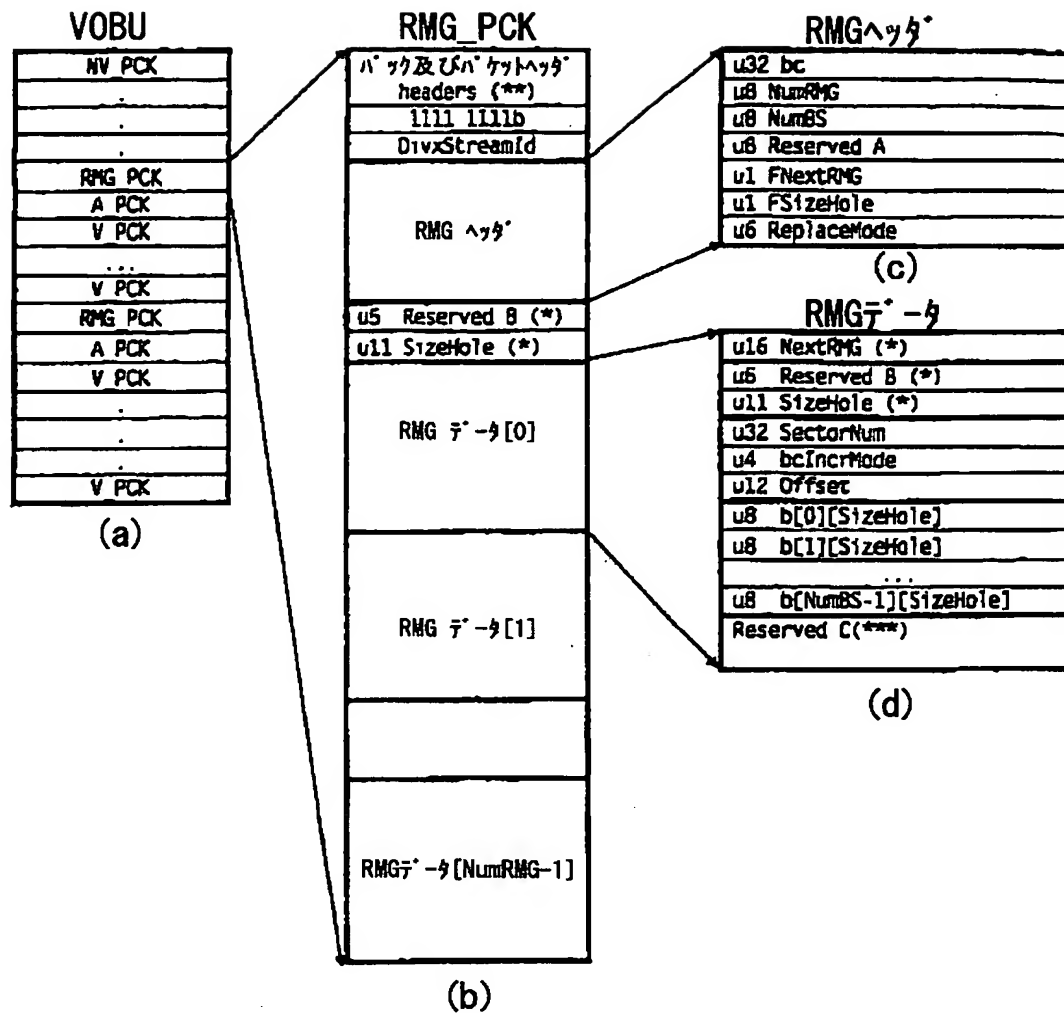 VOBU
NV PCK
.
.
.
RMG PCK
A PCK
V PCK
...
V PCK
RMG PCK
A PCK
V PCK
.
.
.
V PCK
(a)
RMG_PCK
パック及びパケットヘッダ
headers (**)
1111 1111b
DivxStreamId
RMG ヘッダ
u5 Reserved B (*)
u11 SizeHole (*)
RMG データ[0]
RMG データ[1]
RMGデータ[NumRMG-1]
(b)
RMGヘッダ
u32 bc
u8 NumRMG
u8 NumBS
u8 Reserved A
u1 FNextRMG
u1 FSizeHole
u6 ReplaceMode
(c)
RMGデータ
u16 NextRMG (*)
u5 Reserved B (*)
u11 SizeHole (*)
u32 SectorNum
u4 bcIncrMode
u12 Offset
u8 b[0][SizeHole]
u8 b[1][SizeHole]
...
u8 b[NumBS-1][SizeHole]
Reserved C(***)
(d)